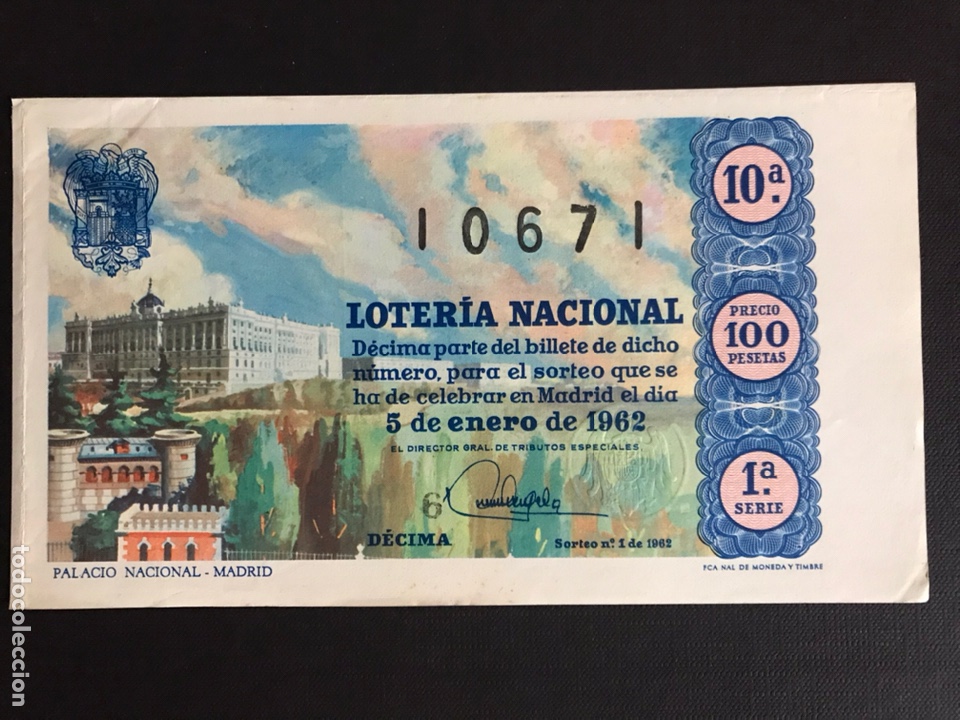 10671
LOTERÍA NACIONAL
Décima parte del billete de dicho
número, para el sorteo que se
ha de celebrar en Madrid el día
5 de enero de 1962
EL DIRECTOR GRAL. DE TRIBUTOS ESPECIALES
6
DÉCIMA
Sorteo nº. 1 de 1962
10.ª
PRECIO
100
PESETAS
1.ª
SERIE
PALACIO NACIONAL - MADRID
FCA NAL DE MONEDA Y TIMBRE
todocoleccion